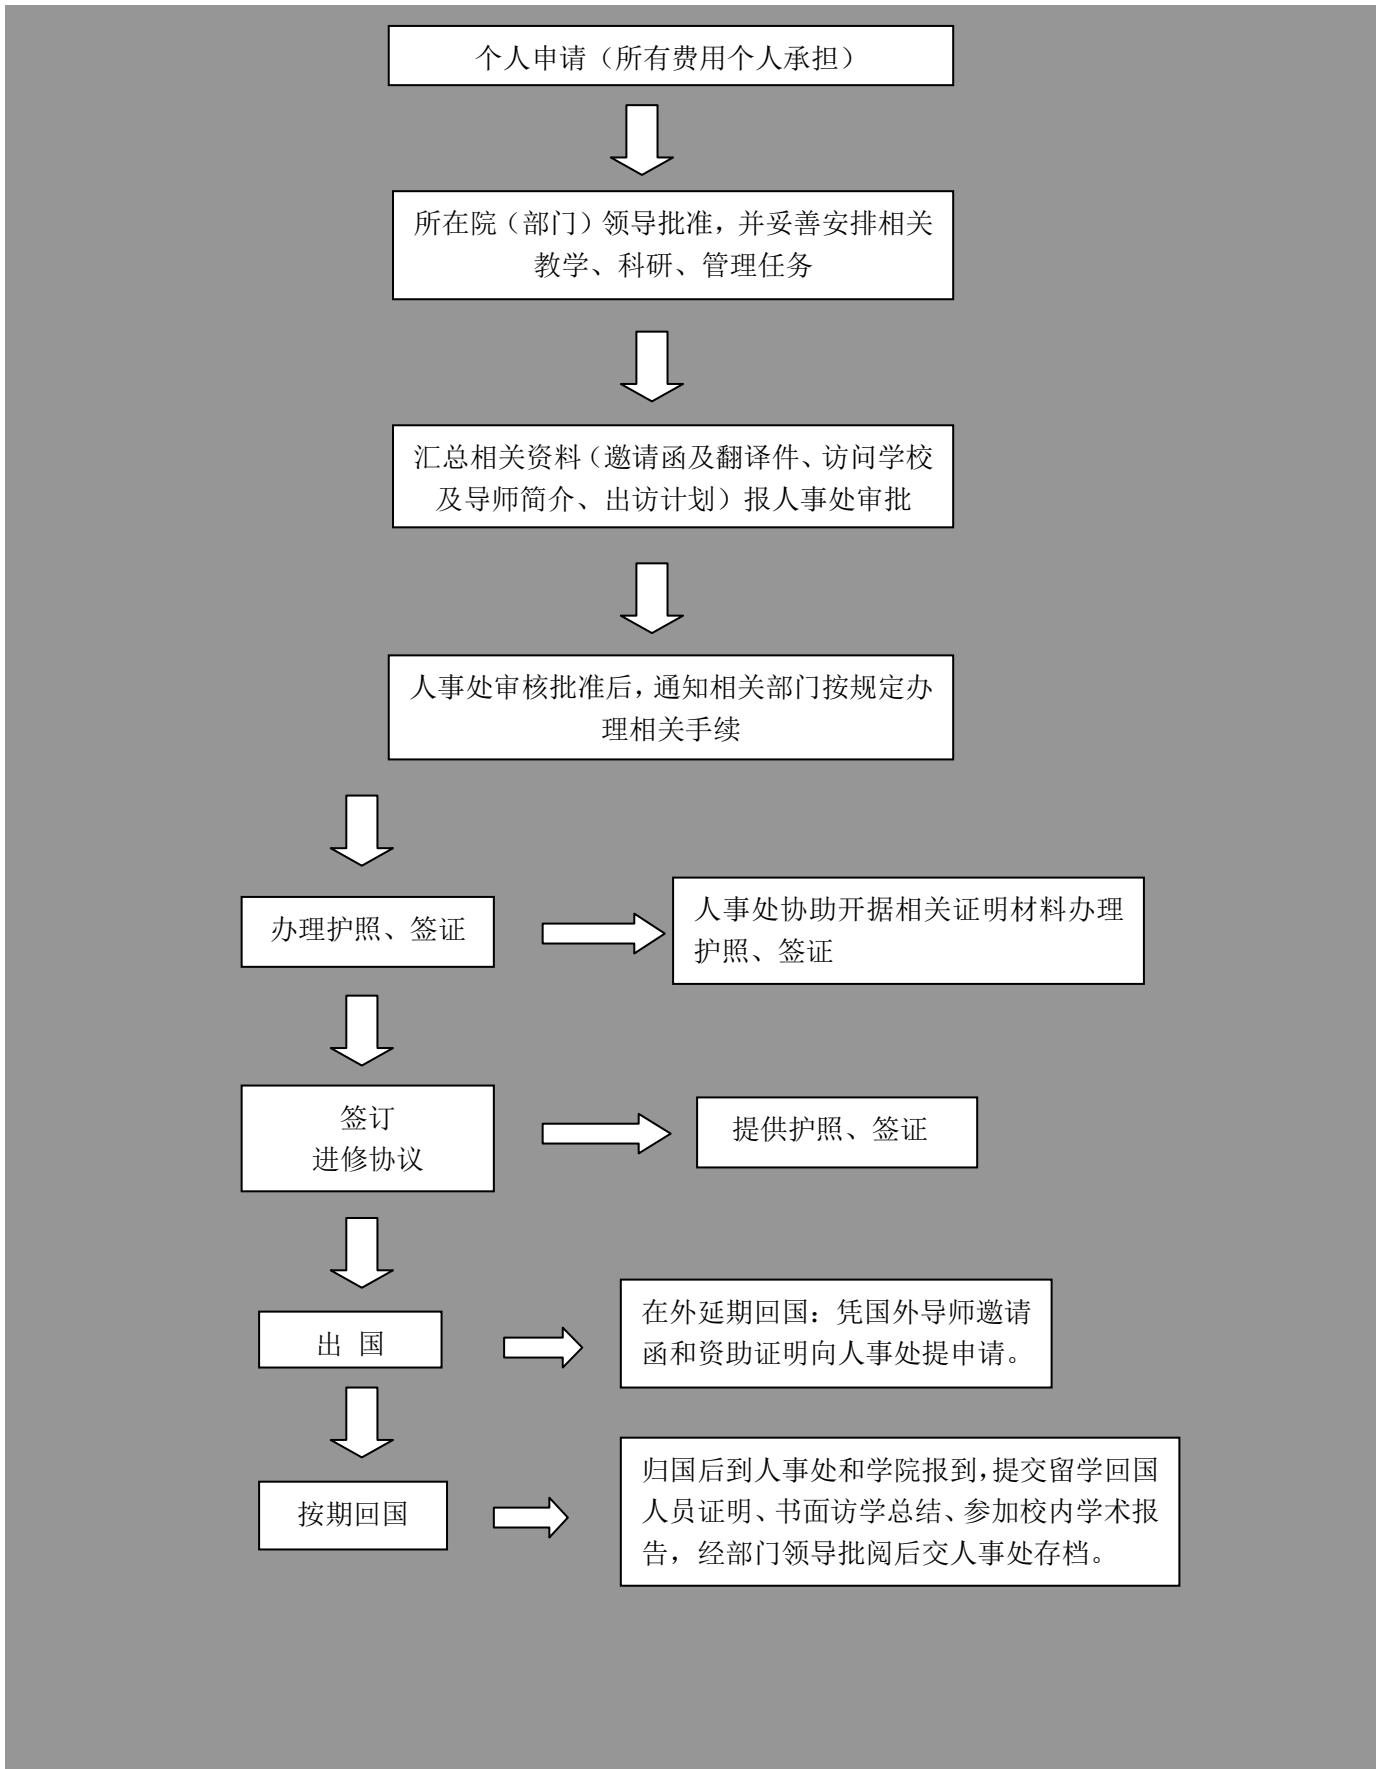 个人申请（所有费用个人承担）
所在院（部门）领导批准，并妥善安排相关
教学、科研、管理任务
汇总相关资料（邀请函及翻译件、访问学校
及导师简介、出访计划）报人事处审批
人事处审核批准后，通知相关部门按规定办
理相关手续
办理护照、签证
人事处协助开据相关证明材料办理
护照、签证
签订
进修协议
提供护照、签证
出 国
在外延期回国：凭国外导师邀请
函和资助证明向人事处提申请。
按期回国
归国后到人事处和学院报到，提交留学回国
人员证明、书面访学总结、参加校内学术报
告，经部门领导批阅后交人事处存档。